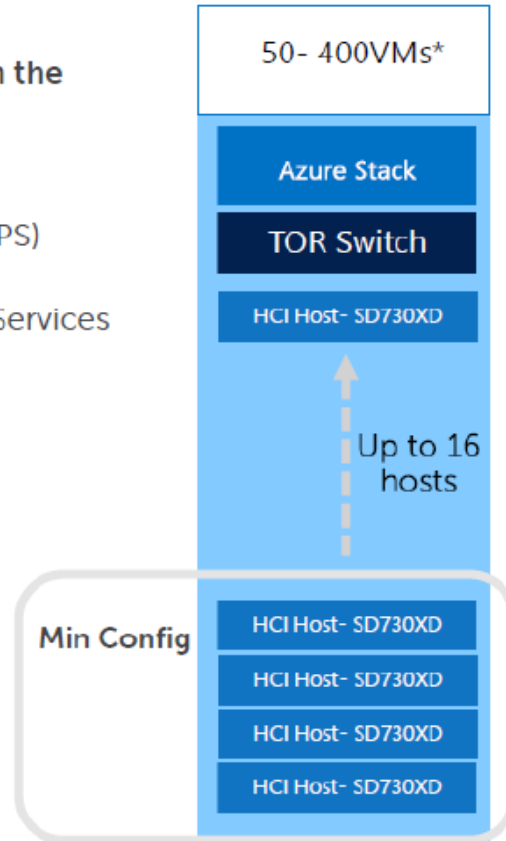 n the
PS)
Services
50- 400VMs*
Azure Stack
TOR Switch
HCI Host- SD730XD
Up to 16
hosts
Min Config
HCI Host- SD730XD
HCI Host- SD730XD
HCI Host- SD730XD
HCI Host- SD730XD